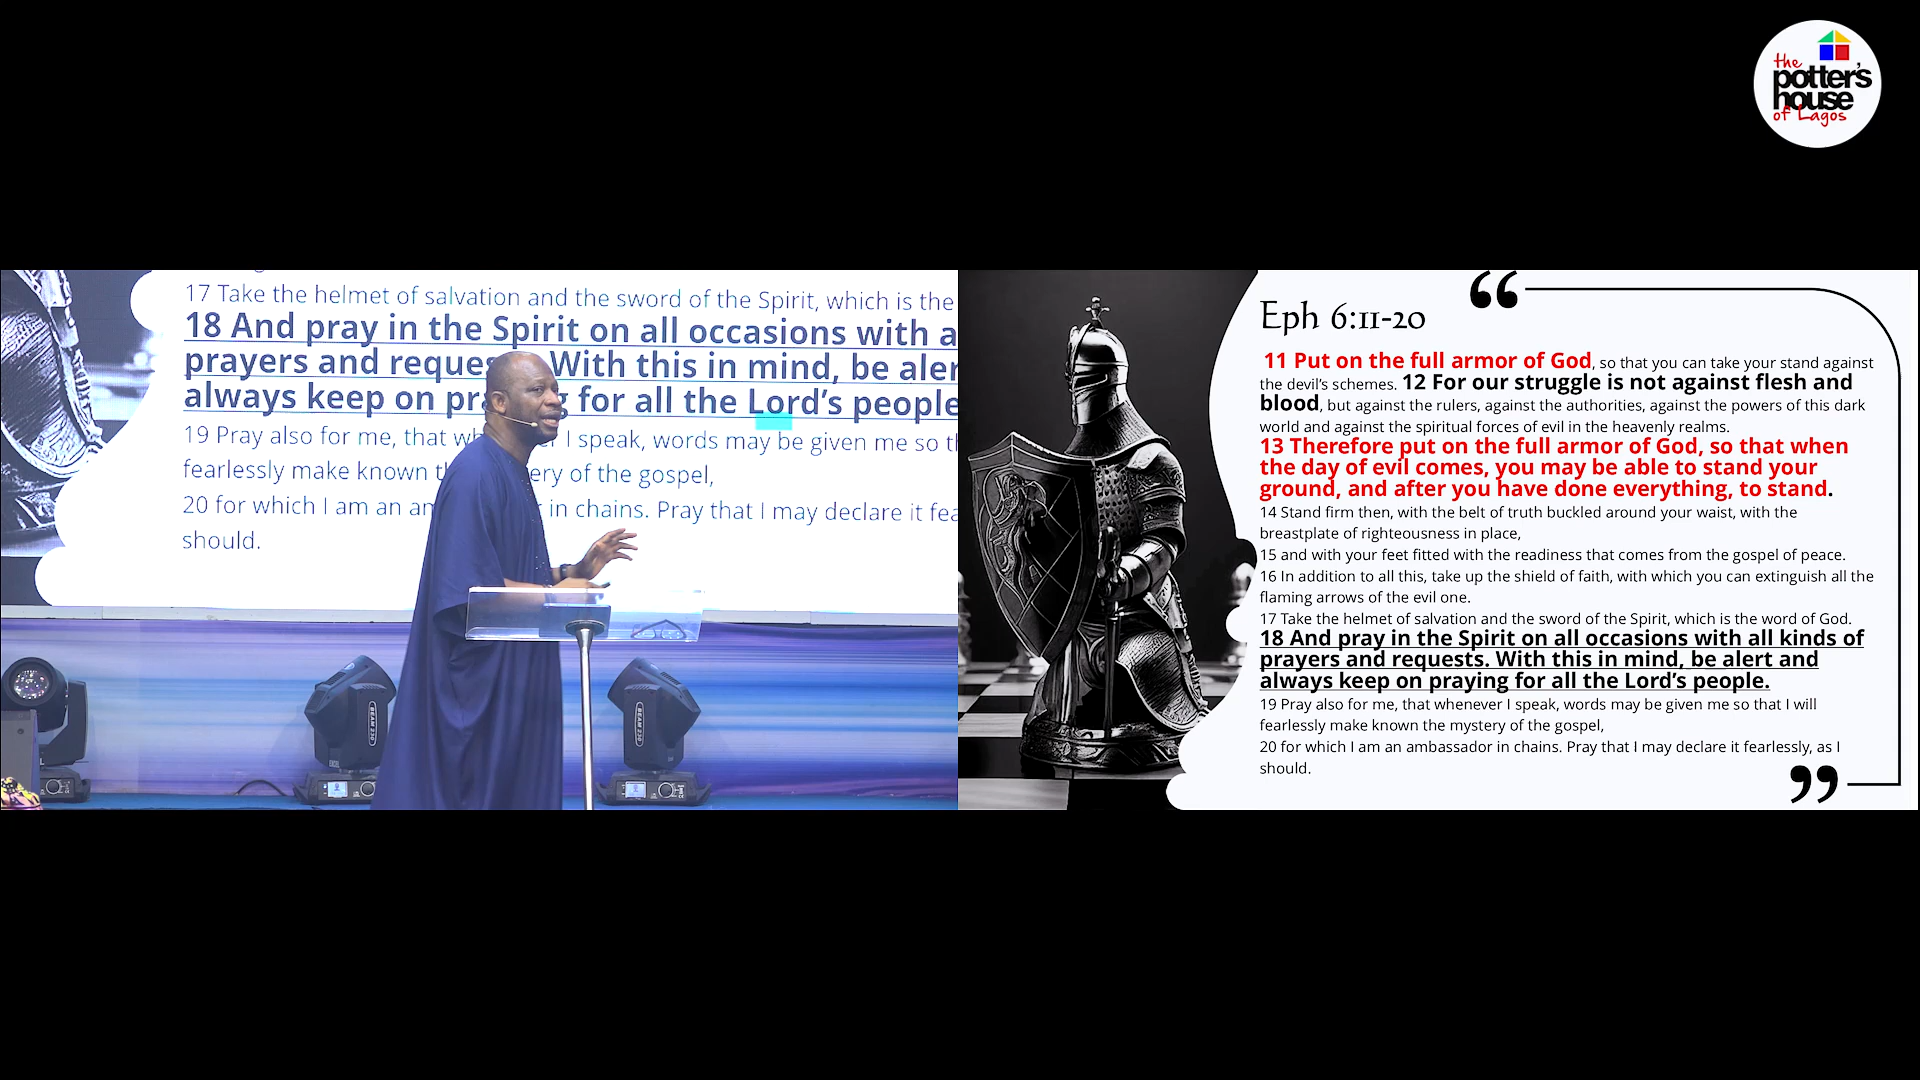 the
potter's
house
of Lagos
17 Take the helmet of salvation and the sword of the Spirit, which is the
18 And pray in the Spirit on all occasions with a
prayers and reques With this in mind, be aler
always keep on pra g for all the Lord's people
19 Pray also for me, that wh r I speak, words may be given me so th
fearlessly make known t ery of the gospel,
20 for which I am an am r in chains. Pray that I may declare it fea
should.
BEAM 230
BEAM 230
Eph 6:11-20
“
11 Put on the full armor of God, so that you can take your stand against
the devil's schemes. 12 For our struggle is not against flesh and
blood, but against the rulers, against the authorities, against the powers of this dark
world and against the spiritual forces of evil in the heavenly realms.
13 Therefore put on the full armor of God, so that when
the day of evil comes, you may be able to stand your
ground, and after you have done everything, to stand.
14 Stand firm then, with the belt of truth buckled around your waist, with the
breastplate of righteousness in place,
15 and with your feet fitted with the readiness that comes from the gospel of peace.
16 In addition to all this, take up the shield of faith, with which you can extinguish all the
flaming arrows of the evil one.
17 Take the helmet of salvation and the sword of the Spirit, which is the word of God.
18 And pray in the Spirit on all occasions with all kinds of
prayers and requests. With this in mind, be alert and
always keep on praying for all the Lord's people.
19 Pray also for me, that whenever I speak, words may be given me so that I will
fearlessly make known the mystery of the gospel,
20 for which I am an ambassador in chains. Pray that I may declare it fearlessly, as I
should.
”